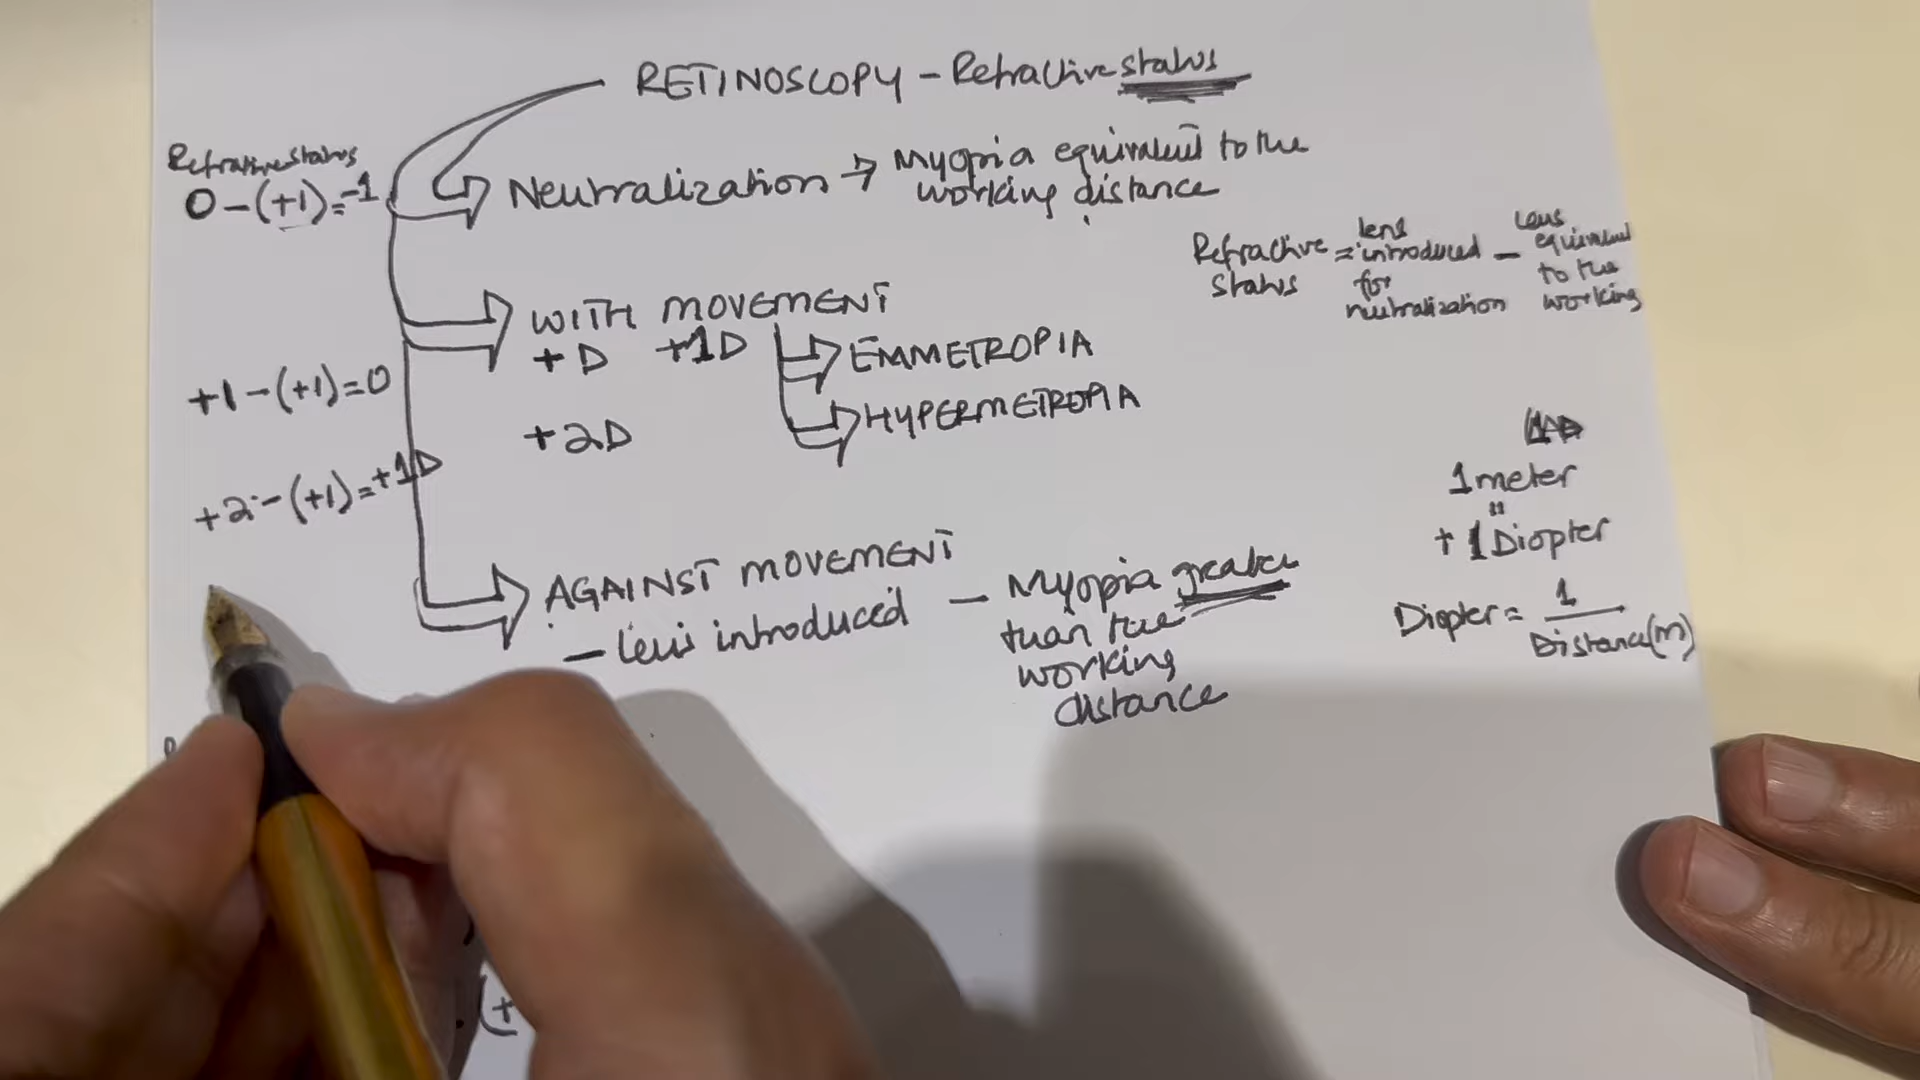 RETINOSCOPY - Refractive status
Refractive status
0 - (+1) = -1
Neutralization → Myopia equivalent to the
working distance
Refractive status = lens introduced for neutralization - Lens equivalent to the working
WITH MOVEMENT
+D +1D
EMMETROPIA
HYPERMETROPIA
+1 - (+1) = 0
+2D
+2 - (+1) = +1D
1 meter
"
+ 1 Diopter
Diopter = 1
Distance(m)
AGAINST MOVEMENT
- lens introduced
- Myopia greater
than the
working
distance
(+